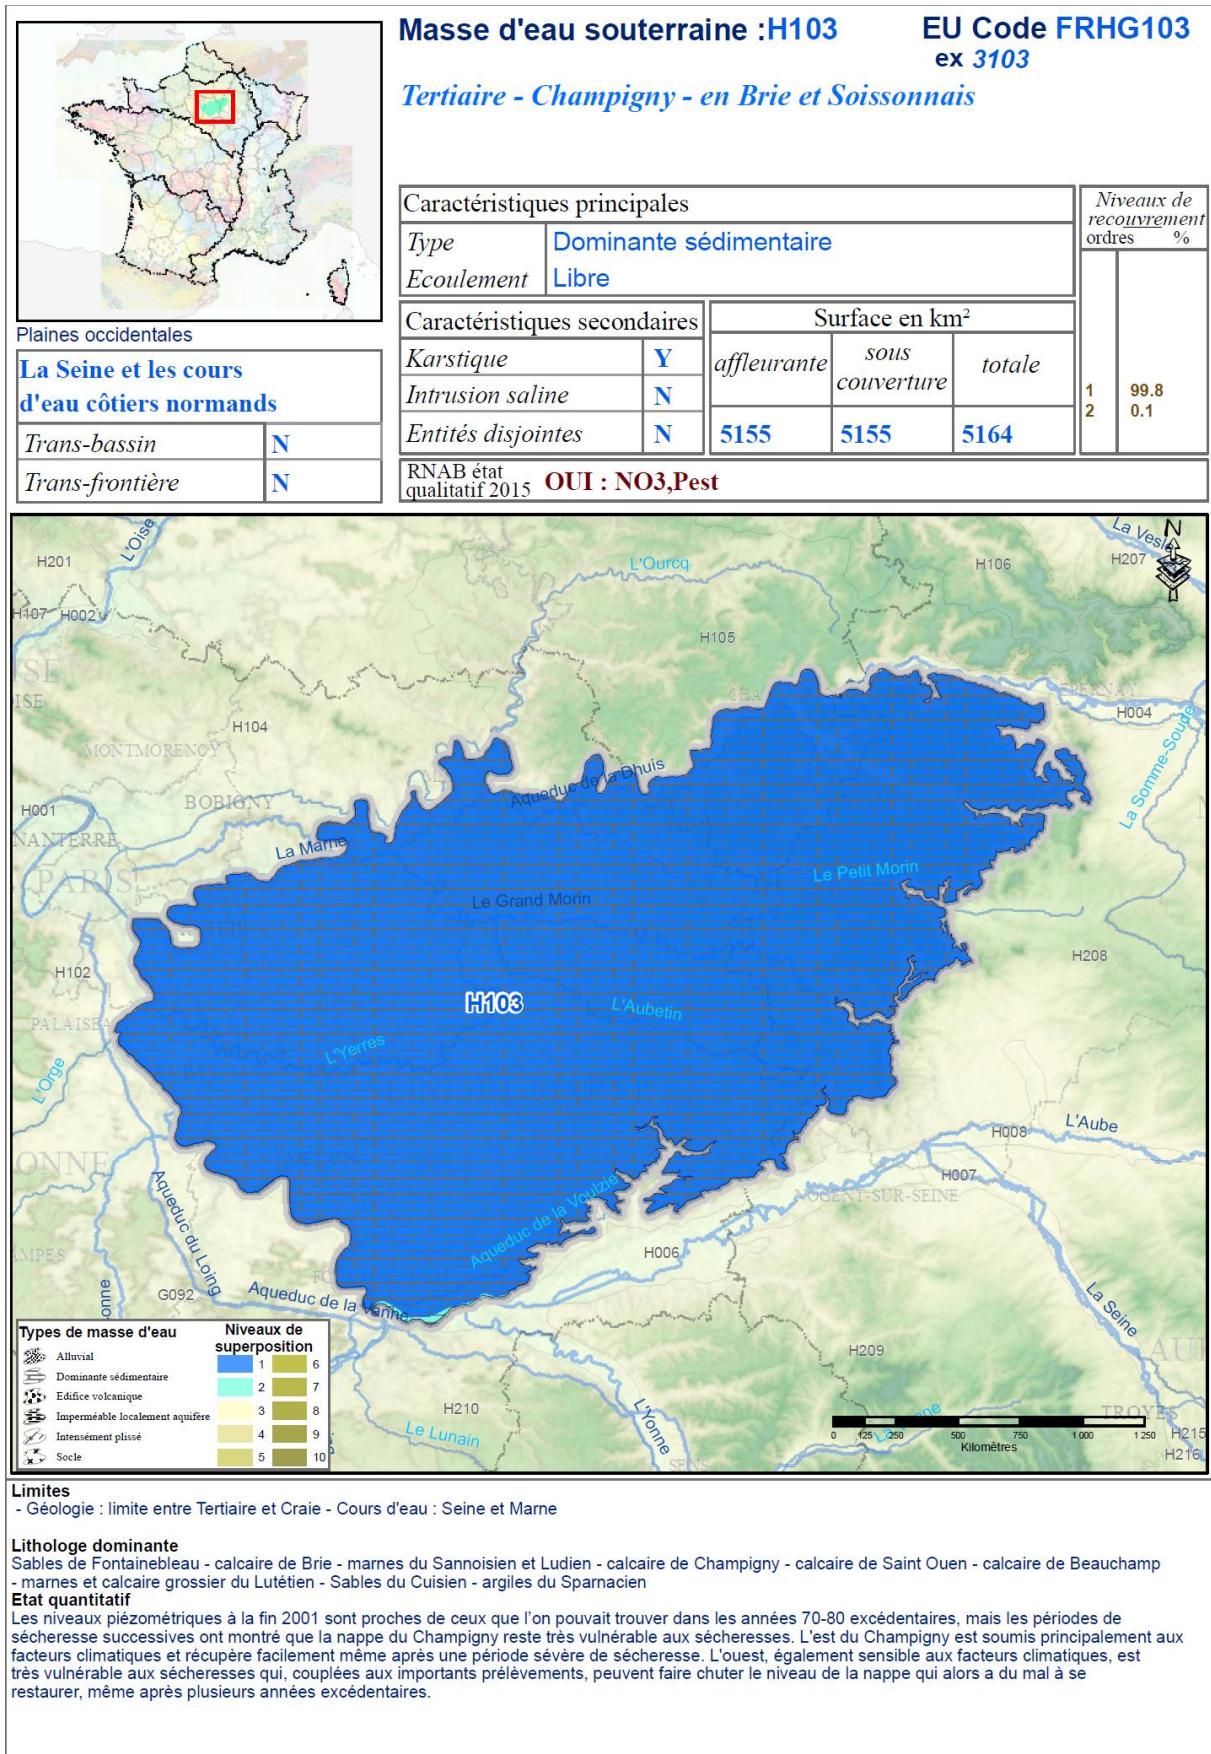 Masse d'eau souterraine :H103
EU Code FRHG103
ex 3103
Tertiaire - Champigny - en Brie et Soissonnais
Plaines occidentales
La Seine et les cours
d'eau côtiers normands
Trans-bassin N
Trans-frontière N
Caractéristiques principales
Type Dominante sédimentaire
Ecoulement Libre
Caractéristiques secondaires
Karstique Y
Intrusion saline N
Entités disjointes N
Surface en km²
affleurante sous couverture totale
5155 5155 5164
Niveaux de
recouvrement
ordres %
1 99.8
2 0.1
RNAB état
qualitatif 2015 OUI : NO3,Pest
L'Oise
H201
L'Ourcq
H106
La Vesle
H207
N
H107
H002
H105
ISE
OISE
H104
MONTMORENCY
EPERNAY
H004
La Somme-Soude
Aqueduc de la Dhuis
H001
BOBIGNY
NANTERRE
La Marne
PARIS
Le Petit Morin
Le Grand Morin
H102
H208
H103
L'Aubetin
PALAISEA
L'Yerres
L'Orge
H008
L'Aube
ONNE
H007
Aqueduc du Loing
NOGENT-SUR-SEINE
Aqueduc de la Voulzie
H006
AMPES
G092
Aqueduc de la Vanne
La Seine
H209
H210
Le Lunain
L'Yonne
SENS
TROYES
H215
H216
Types de masse d'eau
Alluvial
Dominante sédimentaire
Edifice volcanique
Imperméable localement aquifère
Intensément plissé
Socle
Niveaux de
superposition
1 6
2 7
3 8
4 9
5 10
0 125 250 500 750 1 000 1 250
Kilomètres
Limites
- Géologie : limite entre Tertiaire et Craie - Cours d'eau : Seine et Marne
Lithologe dominante
Sables de Fontainebleau - calcaire de Brie - marnes du Sannoisien et Ludien - calcaire de Champigny - calcaire de Saint Ouen - calcaire de Beauchamp
- marnes et calcaire grossier du Lutétien - Sables du Cuisien - argiles du Sparnacien
Etat quantitatif
Les niveaux piézométriques à la fin 2001 sont proches de ceux que l'on pouvait trouver dans les années 70-80 excédentaires, mais les périodes de
sécheresse successives ont montré que la nappe du Champigny reste très vulnérable aux sécheresses. L'est du Champigny est soumis principalement aux
facteurs climatiques et récupère facilement même après une période sévère de sécheresse. L'ouest, également sensible aux facteurs climatiques, est
très vulnérable aux sécheresses qui, couplées aux importants prélèvements, peuvent faire chuter le niveau de la nappe qui alors a du mal à se
restaurer, même après plusieurs années excédentaires.